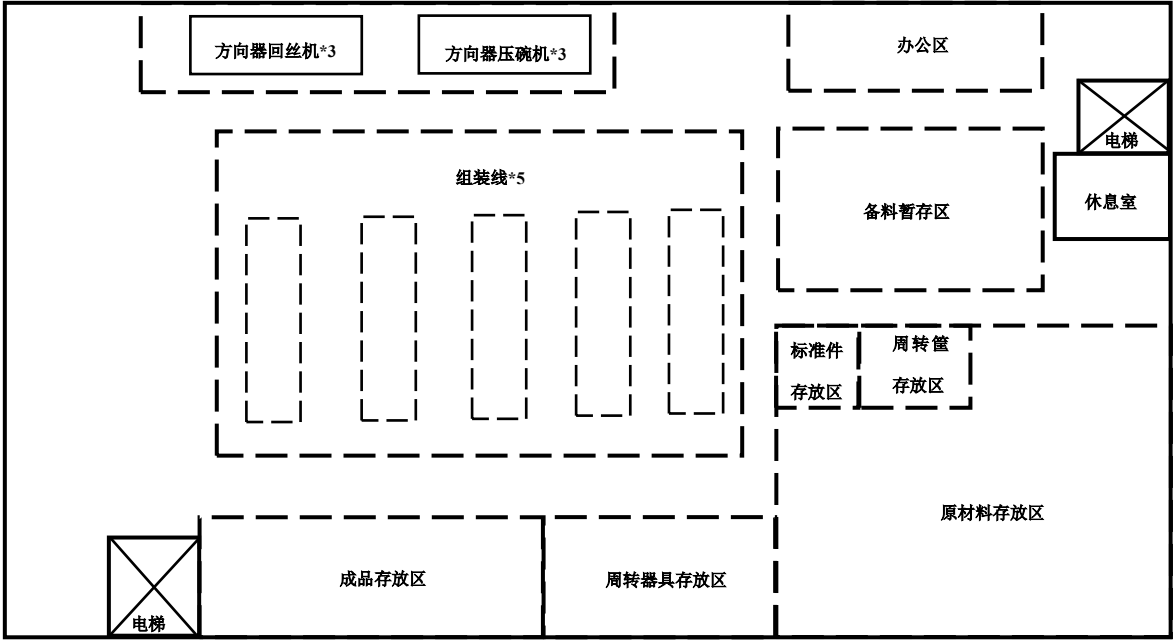 方向器回丝机*3
方向器压碗机*3
办公区
电梯
组装线*5
备料暂存区
休息室
标准件
存放区
周转筐
存放区
原材料存放区
成品存放区
周转器具存放区
电梯